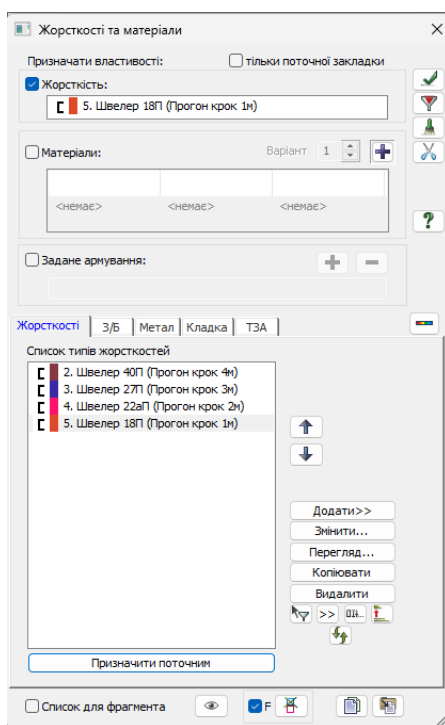 Жорсткості та матеріали
Призначати властивості:
тільки поточної закладки
Жорсткість:
5. Швелер 18П (Прогон крок 1м)
Матеріали:
Варіант 1
<немає> <немає> <немає>
Задане армування:
Жорсткості З/Б Метал Кладка ТЗА
Список типів жорсткостей
2. Швелер 40П (Прогон крок 4м)
3. Швелер 27П (Прогон крок 3м)
4. Швелер 22аП (Прогон крок 2м)
5. Швелер 18П (Прогон крок 1м)
Додати>>
Змінити...
Перегляд...
Копіювати
Видалити
>>
Призначити поточним
Список для фрагмента
F